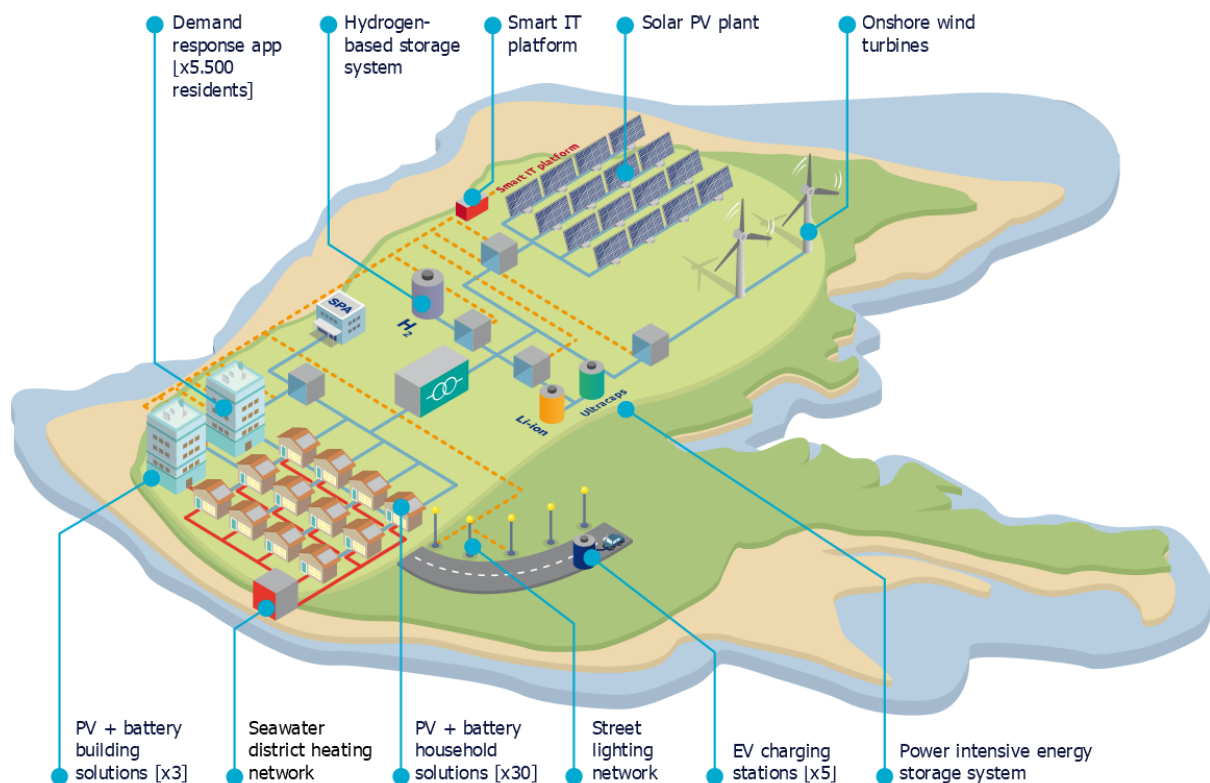 Demand
response app
[x5.500
residents]
Hydrogen-
based storage
system
Smart IT
platform
Solar PV plant
Onshore wind
turbines
Smart IT platform
SPA
H2
Ultracaps
Li-ion
PV + battery
building
solutions [x3]
Seawater
district heating
network
PV + battery
household
solutions [x30]
Street
lighting
network
EV charging
stations [x5]
Power intensive energy
storage system